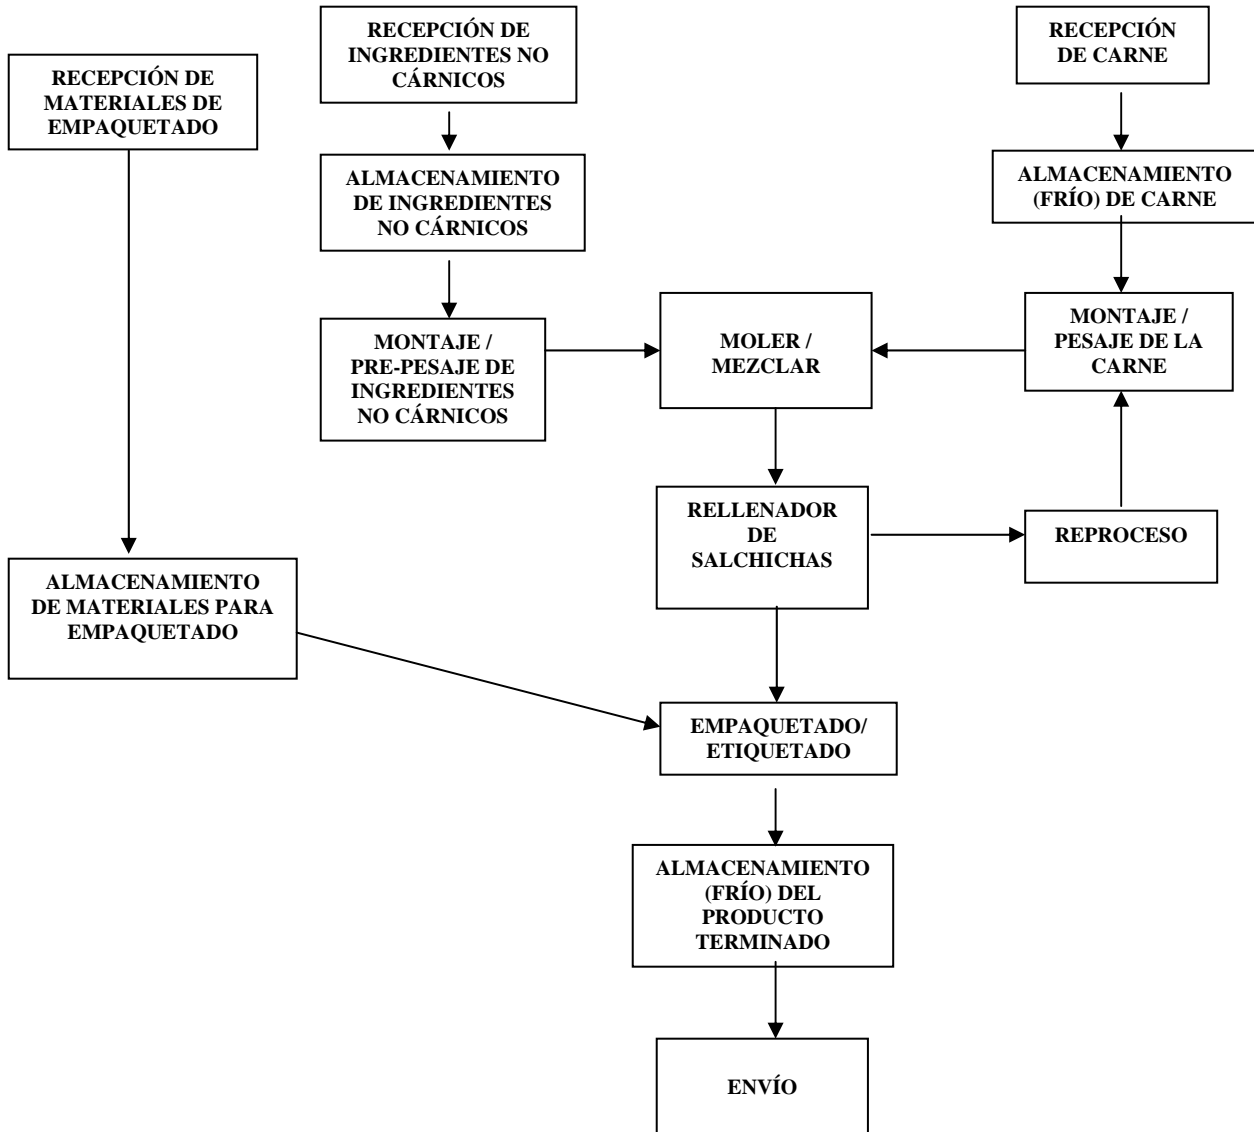 RECEPCIÓN DE
INGREDIENTES NO
CÁRNICOS
RECEPCIÓN
DE CARNE
RECEPCIÓN DE
MATERIALES DE
EMPAQUETADO
ALMACENAMIENTO
DE INGREDIENTES
NO CÁRNICOS
ALMACENAMIENTO
(FRÍO) DE CARNE
MONTAJE /
PRE-PESAJE DE
INGREDIENTES
NO CÁRNICOS
MOLER /
MEZCLAR
MONTAJE /
PESAJE DE LA
CARNE
RELLENADOR
DE
SALCHICHAS
REPROCESO
ALMACENAMIENTO
DE MATERIALES PARA
EMPAQUETADO
EMPAQUETADO/
ETIQUETADO
ALMACENAMIENTO
(FRÍO) DEL
PRODUCTO
TERMINADO
ENVÍO